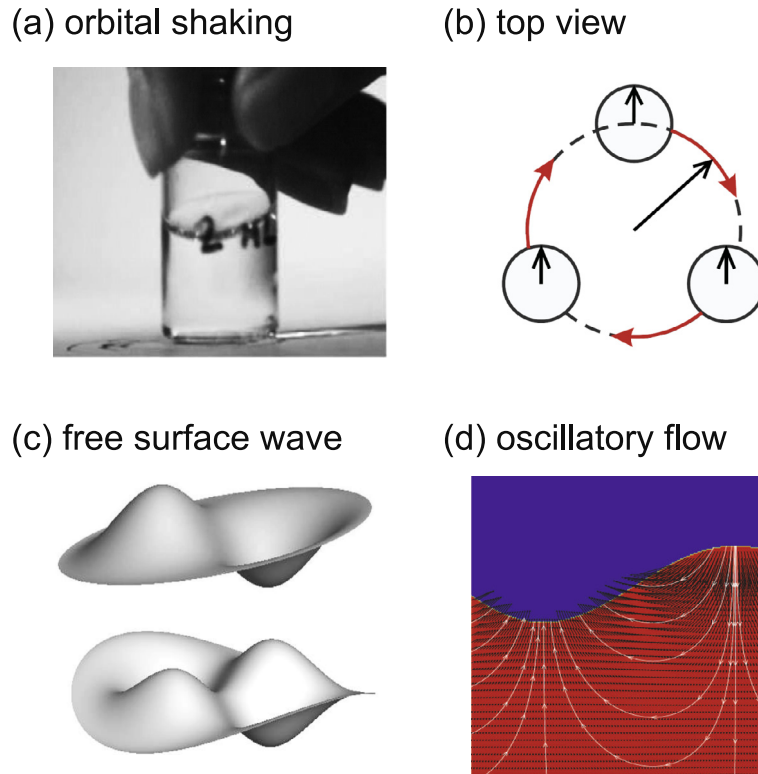 (a) orbital shaking
(b) top view
2 ML
(c) free surface wave
(d) oscillatory flow